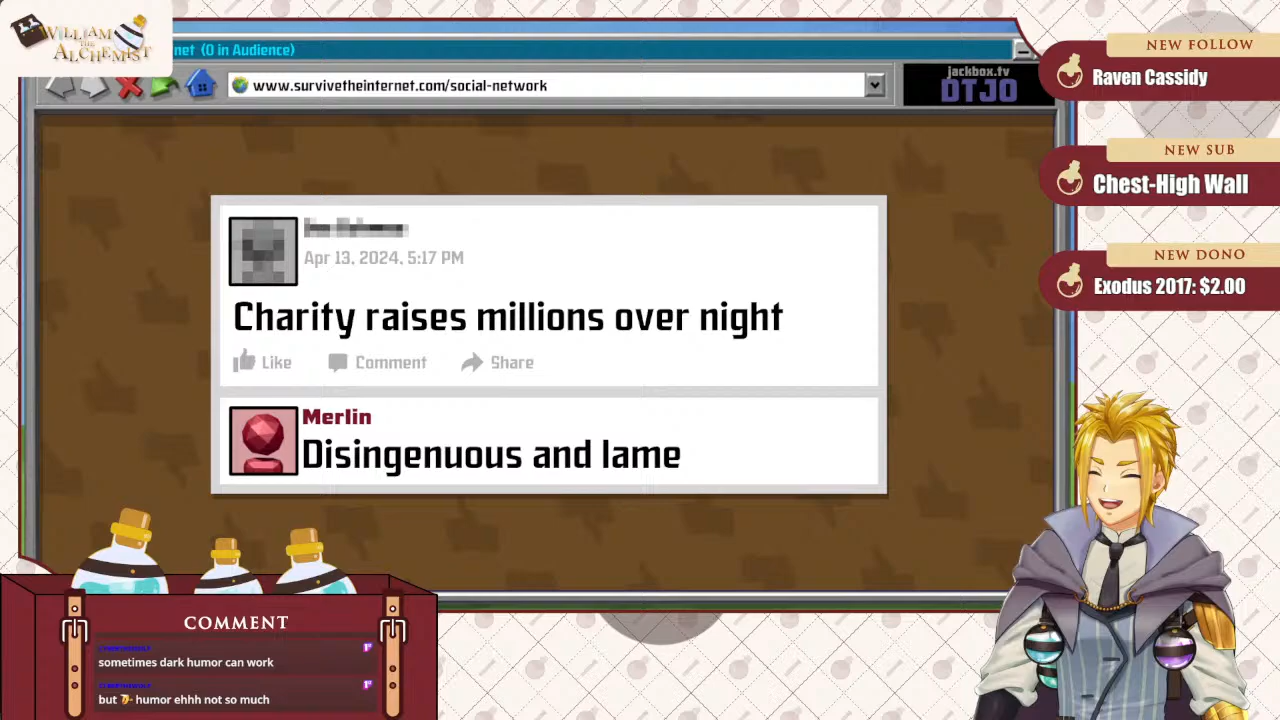 WILLIAM
THE
ALCHEMIST
net (0 in Audience)
www.survivetheinternet.com/social-network
jackbox.tv
DTJO
NEW FOLLOW
Raven Cassidy
NEW SUB
Chest-High Wall
NEW DONO
Exodus 2017: $2.00
Apr 13, 2024, 5:17 PM
Charity raises millions over night
Like Comment Share
Merlin
Disingenuous and lame
COMMENT
sometimes dark humor can work
but humor ehhh not so much